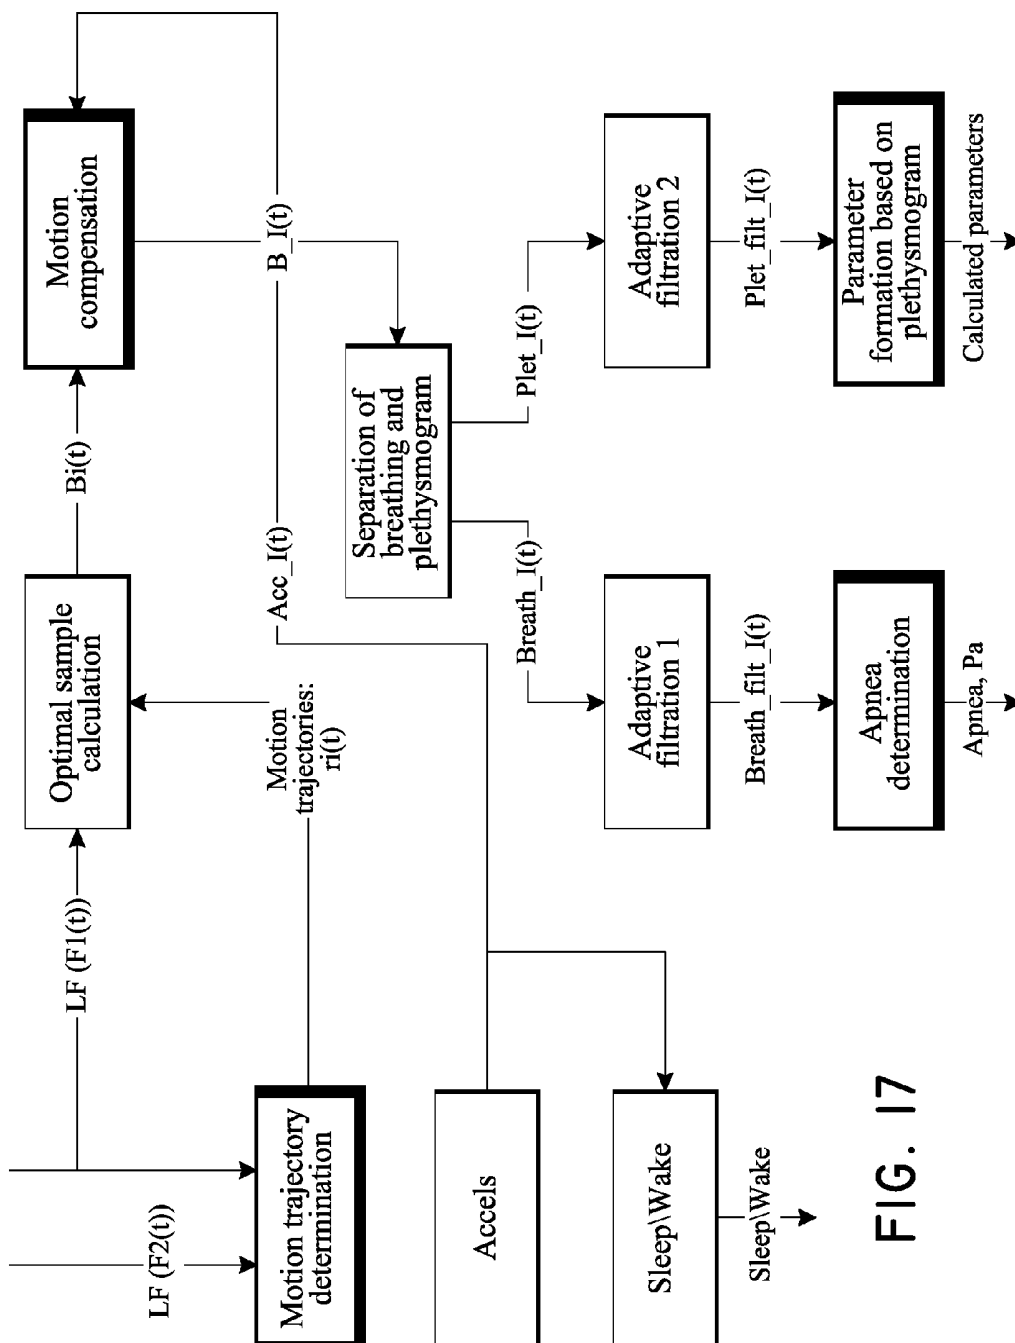 LF (F2(t))
LF (F1(t))
Motion trajectory
determination
Motion
trajectories:
ri(t)
Optimal sample
calculation
Bi(t)
Motion
compensation
Accels
Acc_I(t)
B_I(t)
Sleep\Wake
Sleep\Wake
Separation of
breathing and
plethysmogram
Breath_I(t)
Plet_I(t)
Adaptive
filtration 1
Adaptive
filtration 2
Breath_filt_I(t)
Plet_filt_I(t)
Apnea
determination
Parameter
formation based on
plethysmogram
Apnea, Pa
Calculated parameters
FIG. 17